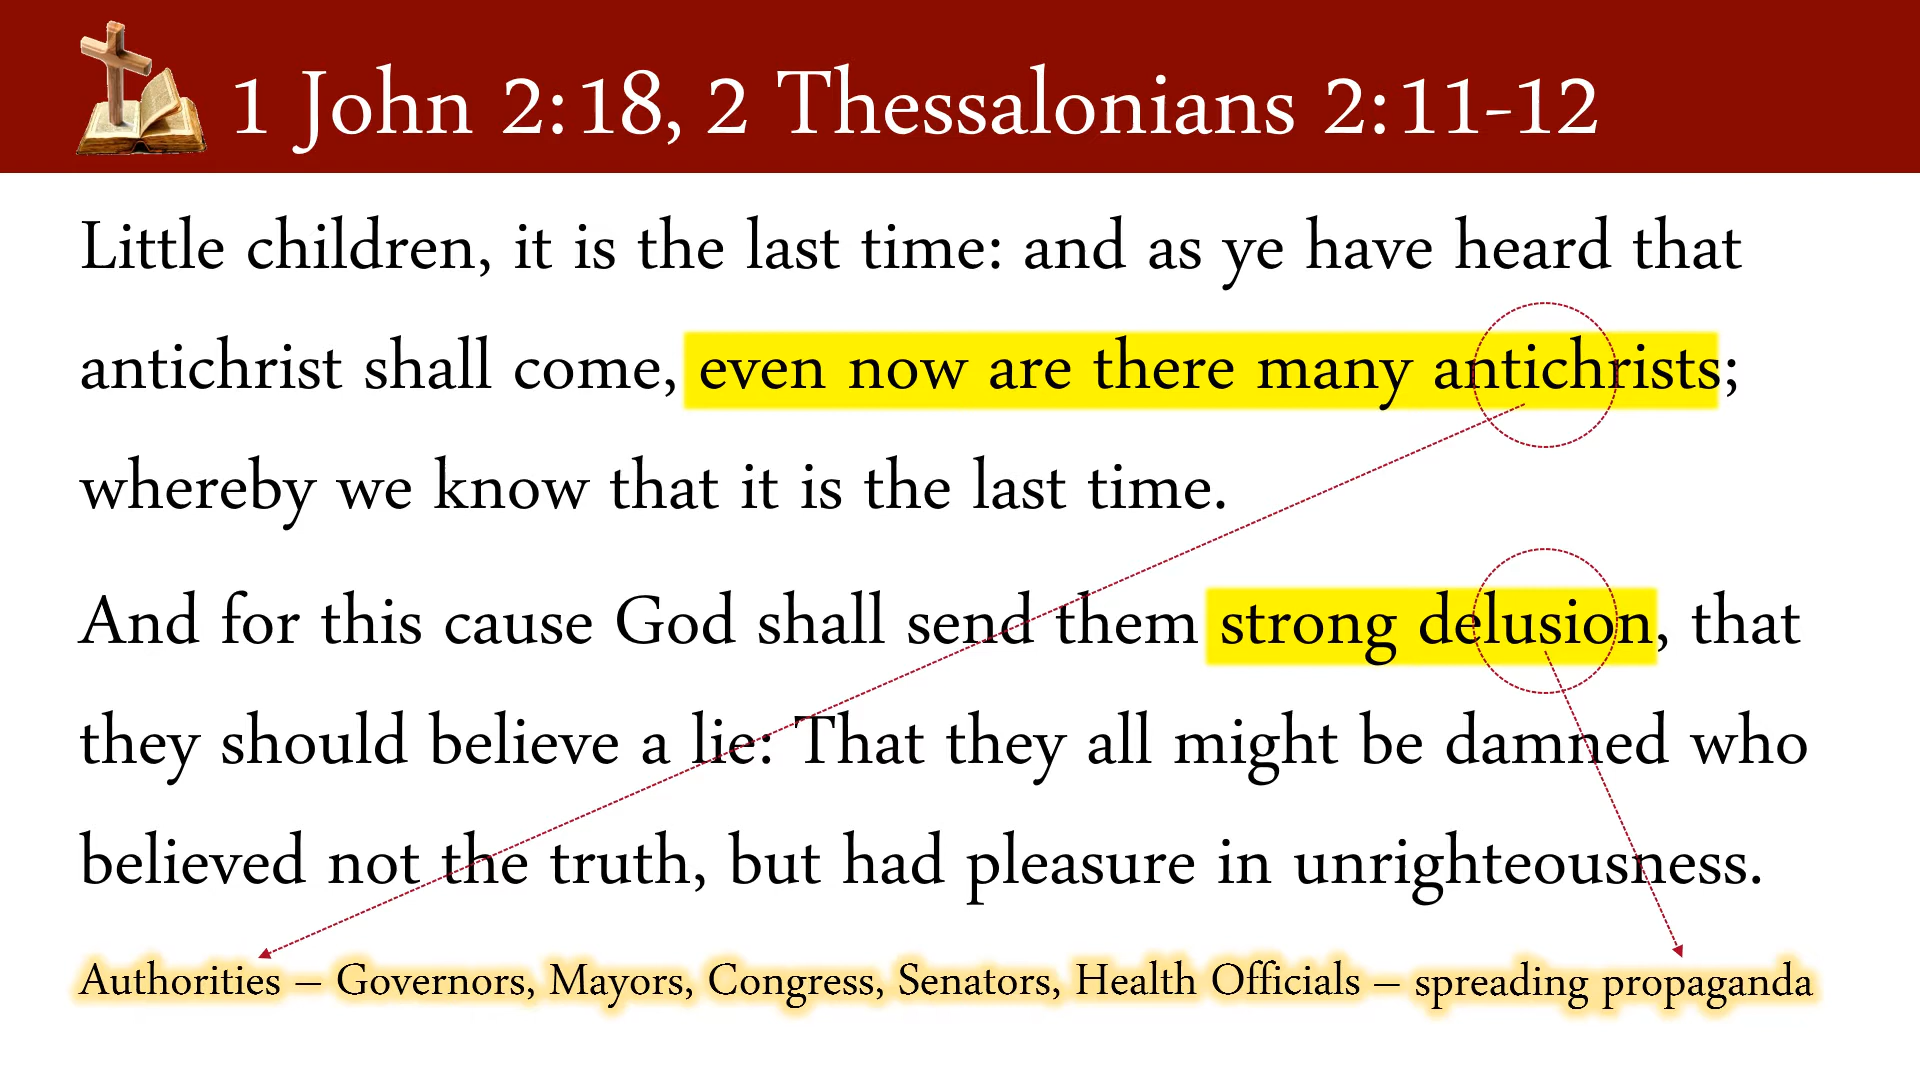 1 John 2:18, 2 Thessalonians 2:11-12
Little children, it is the last time: and as ye have heard that
antichrist shall come, even now are there many antichrists;
whereby we know that it is the last time.
And for this cause God shall send them strong delusion, that
they should believe a lie: That they all might be damned who
believed not the truth, but had pleasure in unrighteousness.
Authorities – Governors, Mayors, Congress, Senators, Health Officials – spreading propaganda